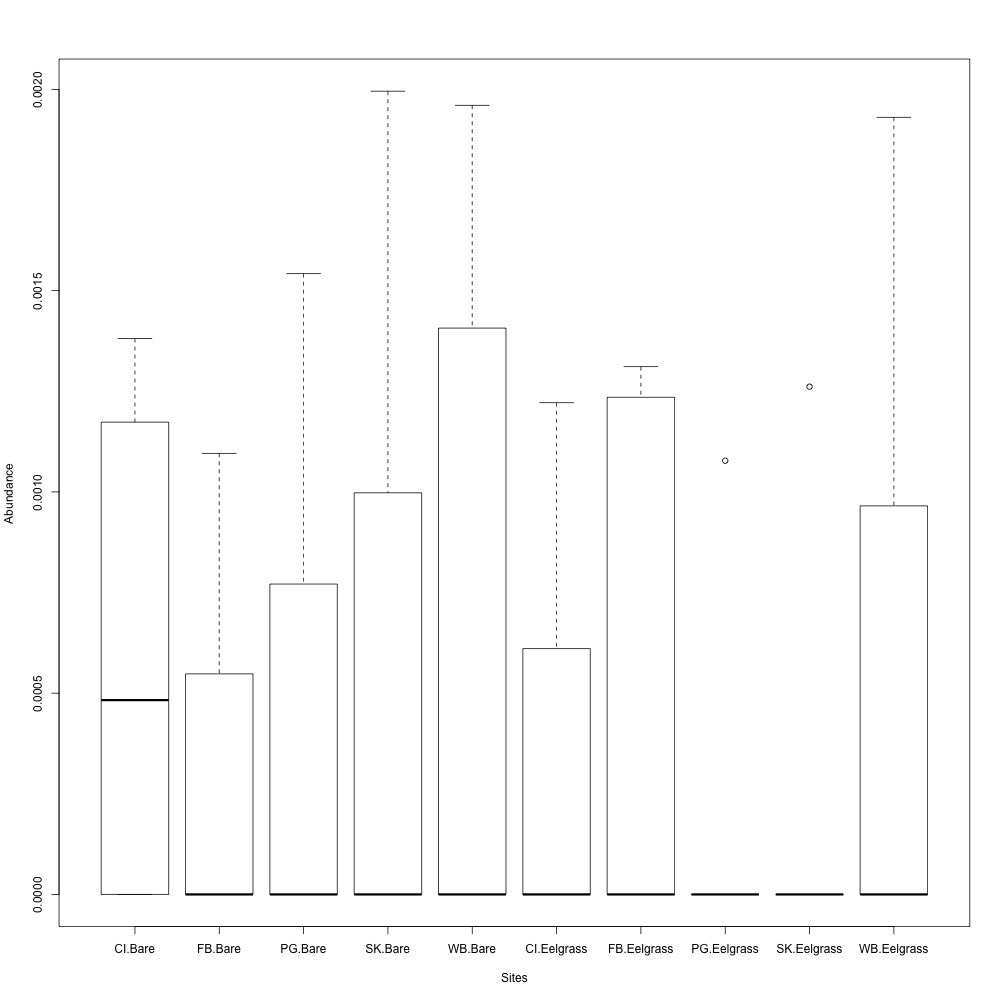 0.0020
0.0015
0.0010
0.0005
0.0000
Abundance
CI.Bare FB.Bare PG.Bare SK.Bare WB.Bare CI.Eelgrass FB.Eelgrass PG.Eelgrass SK.Eelgrass WB.Eelgrass
Sites